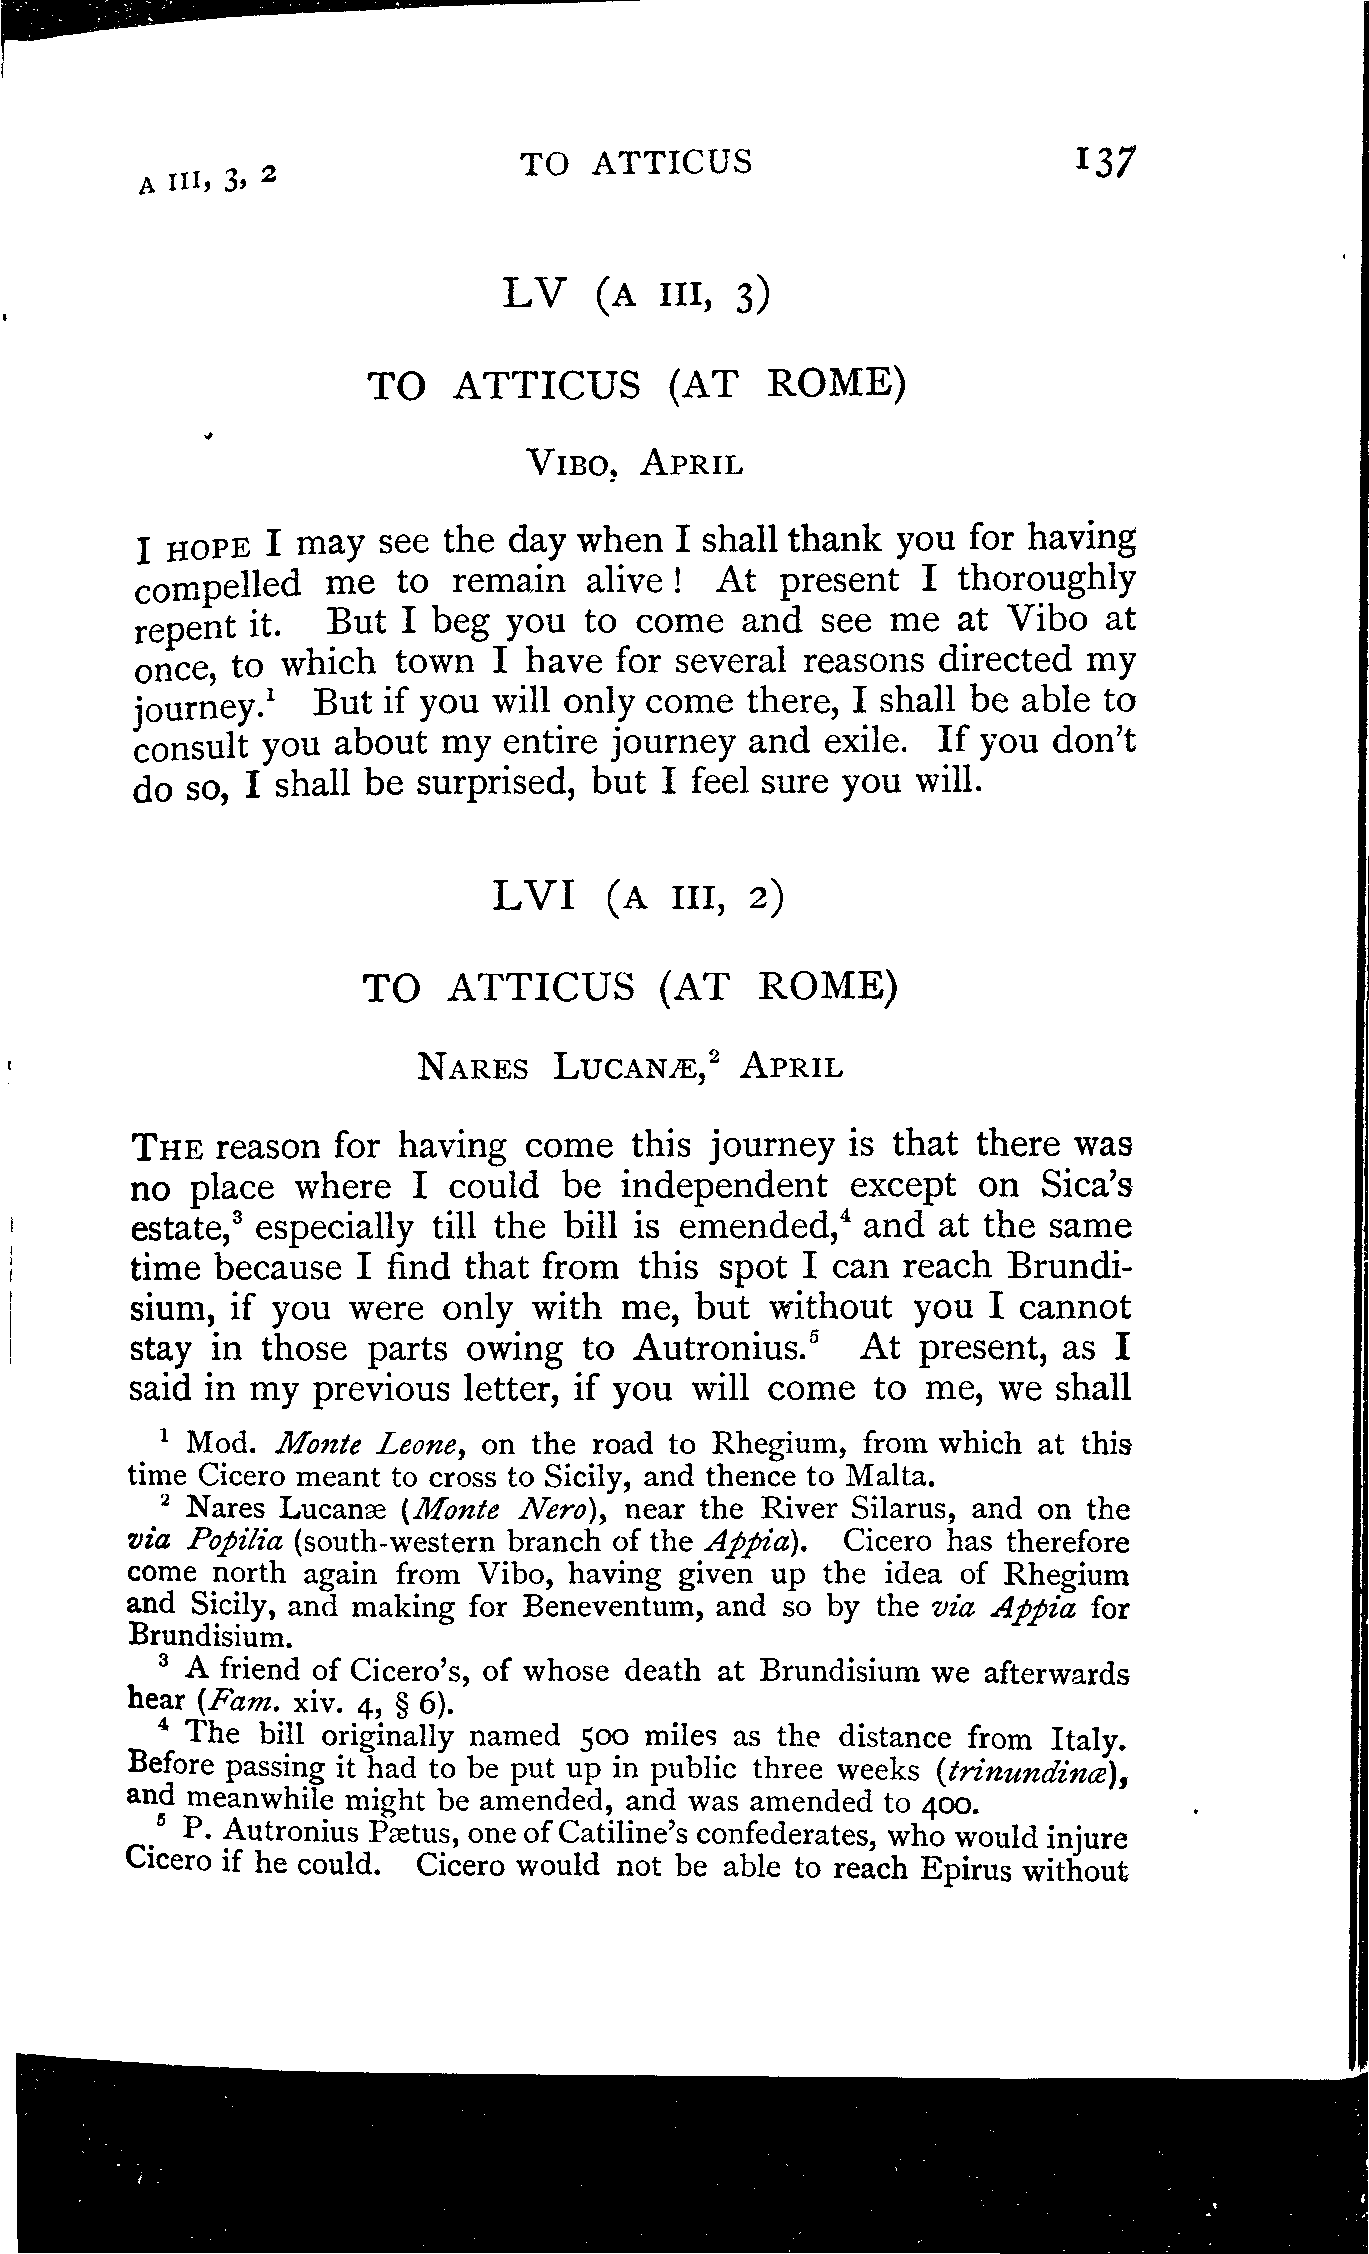 A III, 3, 2 TO ATTICUS 137
LV (A III, 3)
TO ATTICUS (AT ROME)
VIBO, APRIL
I HOPE I may see the day when I shall thank you for having
compelled me to remain alive! At present I thoroughly
repent it. But I beg you to come and see me at Vibo at
once, to which town I have for several reasons directed my
journey.¹ But if you will only come there, I shall be able to
consult you about my entire journey and exile. If you don't
do so, I shall be surprised, but I feel sure you will.
LVI (A III, 2)
TO ATTICUS (AT ROME)
NARES LUCANÆ,² APRIL
THE reason for having come this journey is that there was
no place where I could be independent except on Sica's
estate,³ especially till the bill is emended,⁴ and at the same
time because I find that from this spot I can reach Brundi-
sium, if you were only with me, but without you I cannot
stay in those parts owing to Autronius.⁵ At present, as I
said in my previous letter, if you will come to me, we shall
¹ Mod. Monte Leone, on the road to Rhegium, from which at this
time Cicero meant to cross to Sicily, and thence to Malta.
² Nares Lucanæ (Monte Nero), near the River Silarus, and on the
via Popilia (south-western branch of the Appia). Cicero has therefore
come north again from Vibo, having given up the idea of Rhegium
and Sicily, and making for Beneventum, and so by the via Appia for
Brundisium.
³ A friend of Cicero's, of whose death at Brundisium we afterwards
hear (Fam. xiv. 4, § 6).
⁴ The bill originally named 500 miles as the distance from Italy.
Before passing it had to be put up in public three weeks (trinundinæ),
and meanwhile might be amended, and was amended to 400.
⁵ P. Autronius Pætus, one of Catiline's confederates, who would injure
Cicero if he could. Cicero would not be able to reach Epirus without